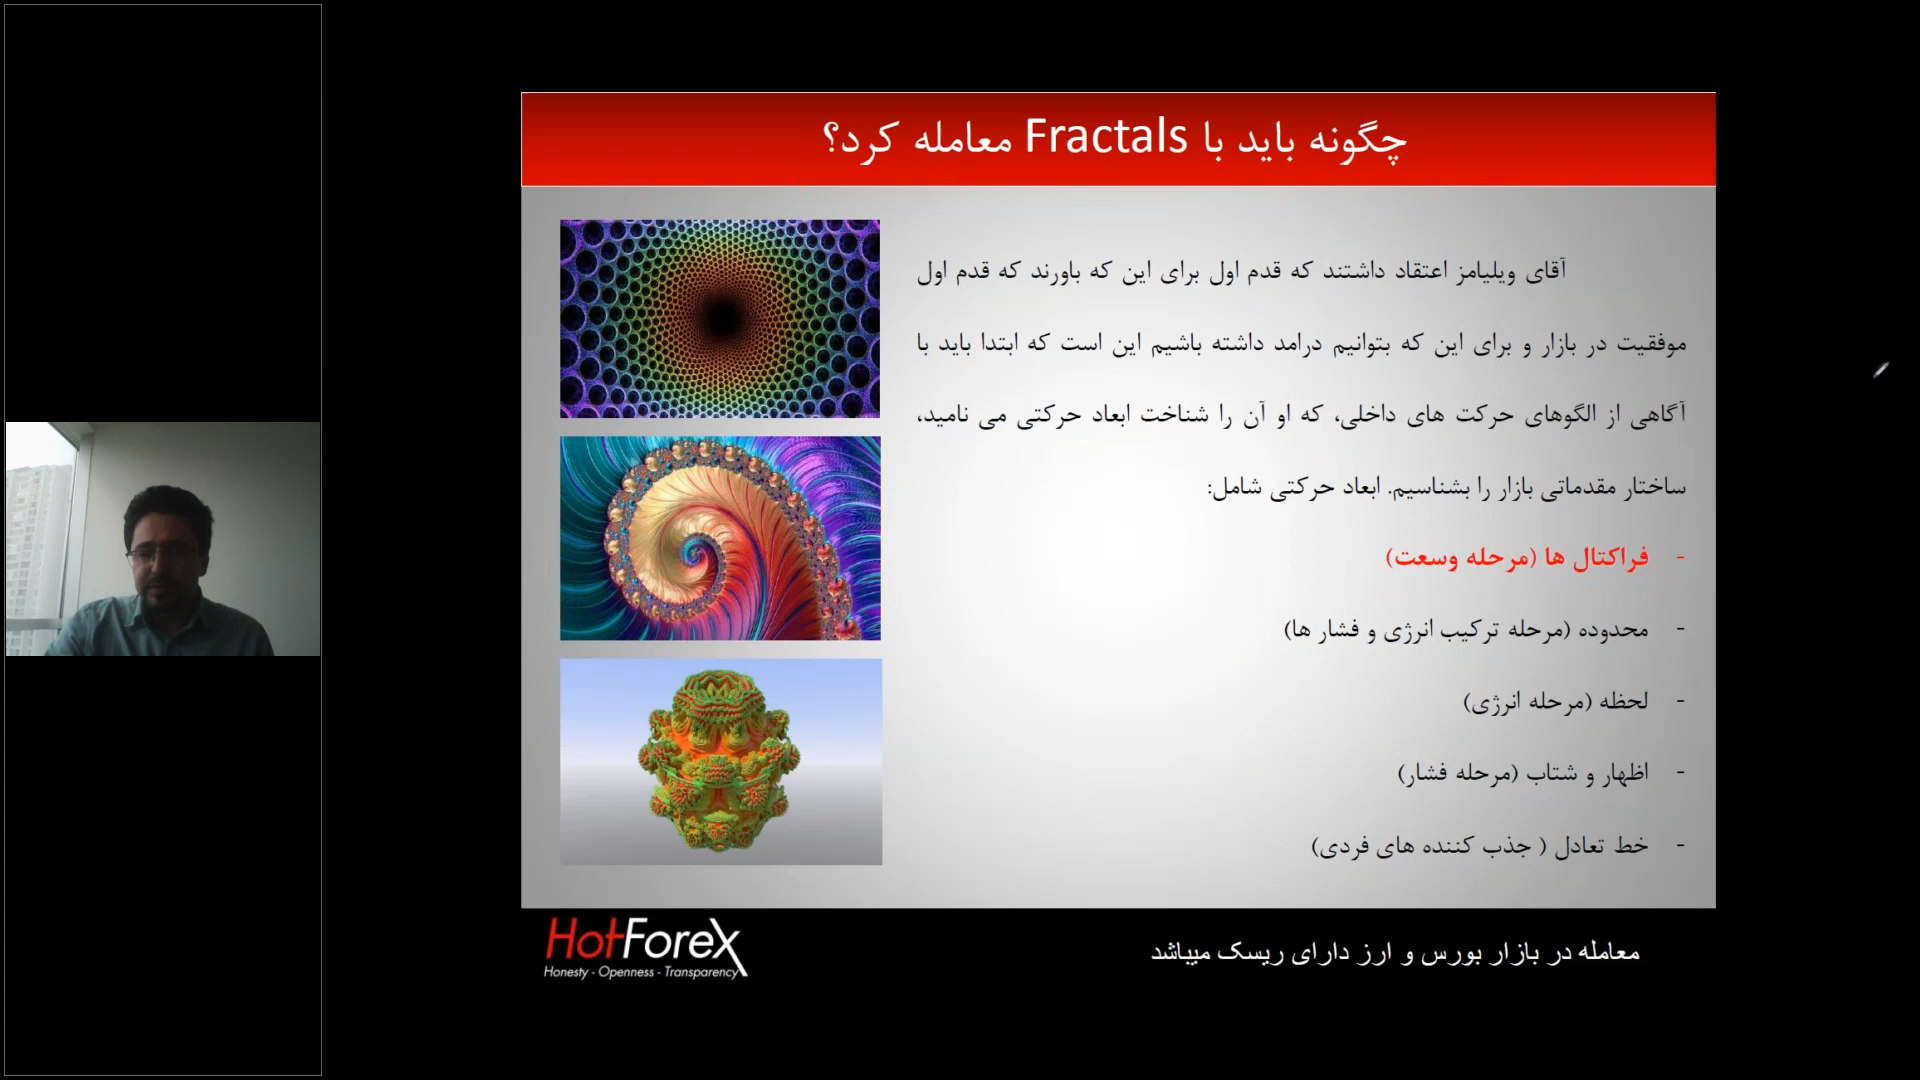 چگونه باید با Fractals معامله کرد؟
آقای ویلیامز اعتقاد داشتند که قدم اول برای این که باورند که قدم اول
موفقیت در بازار و برای این که بتوانیم درامد داشته باشیم این است که ابتدا باید با
آگاهی از الگوهای حرکت های داخلی، که او آن را شناخت ابعاد حرکتی می نامید،
ساختار مقدماتی بازار را بشناسیم. ابعاد حرکتی شامل:
- فراکتال ها (مرحله وسعت)
- محدوده (مرحله ترکیب انرژی و فشار ها)
- لحظه (مرحله انرژی)
- اظهار و شتاب (مرحله فشار)
- خط تعادل ( جذب کننده های فردی)
HotForex
Honesty - Openness - Transparency
معامله در بازار بورس و ارز دارای ریسک میباشد